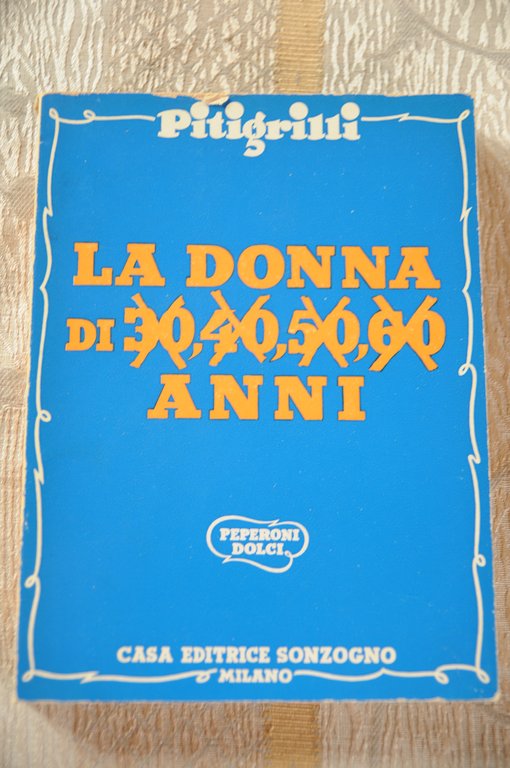 Pitigrilli
LA DONNA
DI 30, 40, 50, 60
ANNI
PEPERONI
DOLCI
CASA EDITRICE SONZOGNO
MILANO